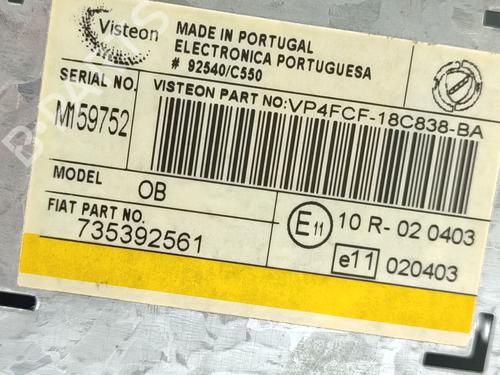 Visteon
MADE IN PORTUGAL
ELECTRONICA PORTUGUESA
# 92540/C550
SERIAL NO.
M159752
VISTEON PART NO: VP4FCF-18C838-BA
MODEL OB
FIAT PART NO.
735392561
E11 10 R- 02 0403
e11 020403